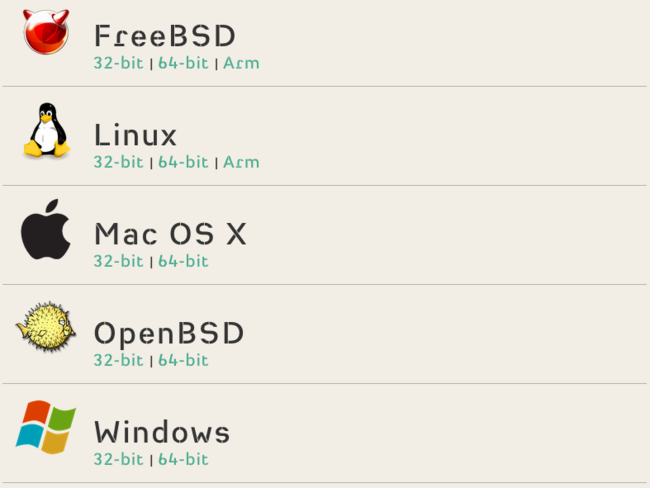 FreeBSD
32-bit | 64-bit | Arm
Linux
32-bit | 64-bit | Arm
Mac OS X
32-bit | 64-bit
OpenBSD
32-bit | 64-bit
Windows
32-bit | 64-bit